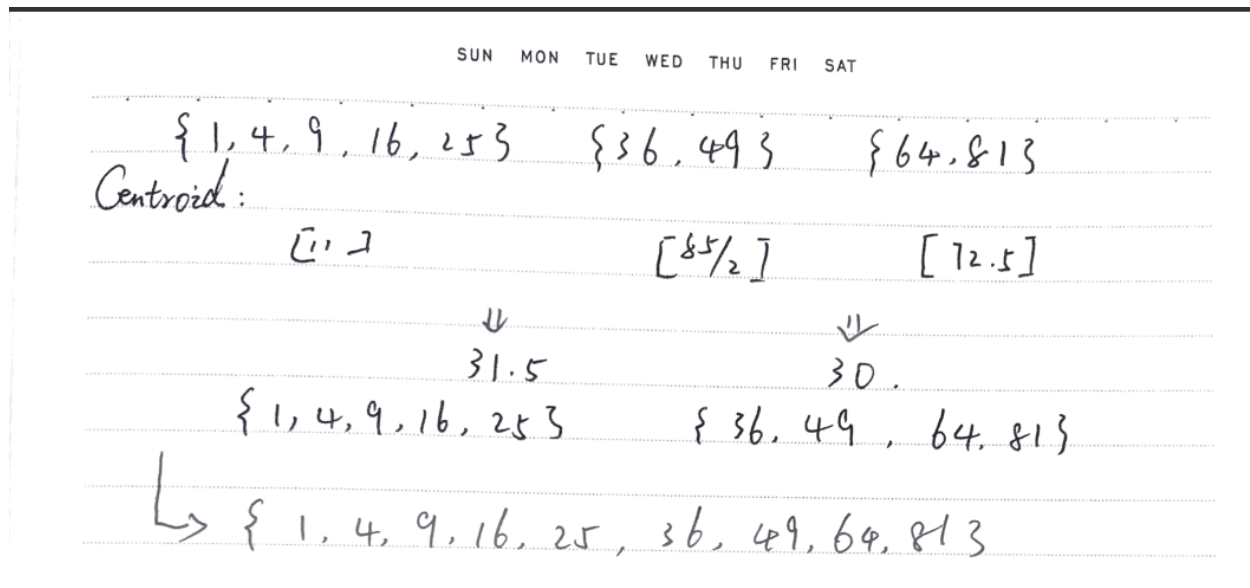 SUN MON TUE WED THU FRI SAT
{1, 4, 9, 16, 25} {36, 49} {64, 81}
Centroid:
[11] [85/2] [72.5]
⇓ ⇓
31.5 30.
{1, 4, 9, 16, 25} {36, 49, 64, 81}
↳ {1, 4, 9, 16, 25, 36, 49, 64, 81}